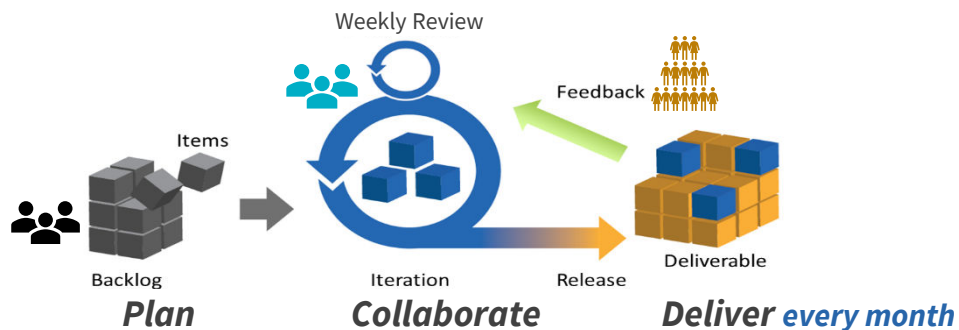 Weekly Review
Feedback
Items
Backlog
Iteration
Release
Deliverable
Plan
Collaborate
Deliver every month